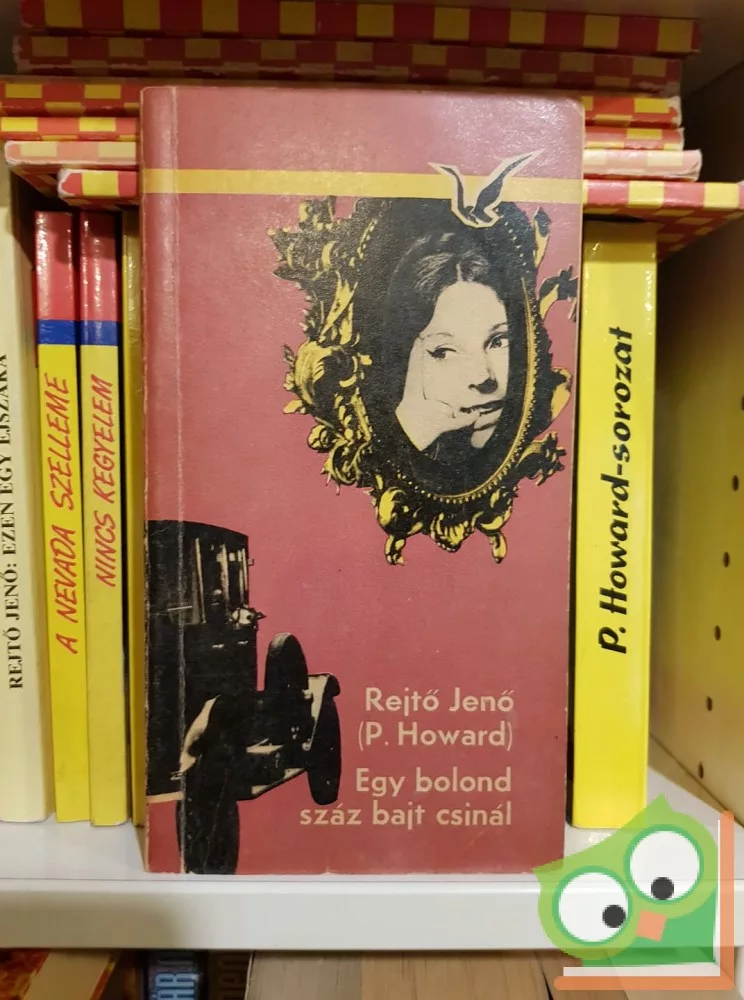 REJTŐ JENŐ: EZEN EGY ÉJSZAKA
A NEVADA SZELLEME
NINCS KEGYELEM
Rejtő Jenő
(P. Howard)
Egy bolond
száz bajt csinál
P. Howard-sorozat